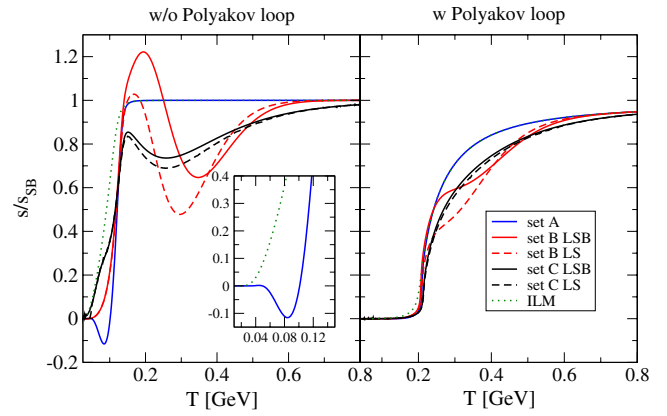 w/o Polyakov loop
w Polyakov loop
1.2
1
0.8
0.6
0.4
0.2
0
-0.2
s/s_SB
0.4
0.3
0.2
0.1
0
-0.1
0.04 0.08 0.12
set A
set B LSB
set B LS
set C LSB
set C LS
ILM
0.2 0.4 0.6 0.8 0.2 0.4 0.6 0.8
T [GeV] T [GeV]